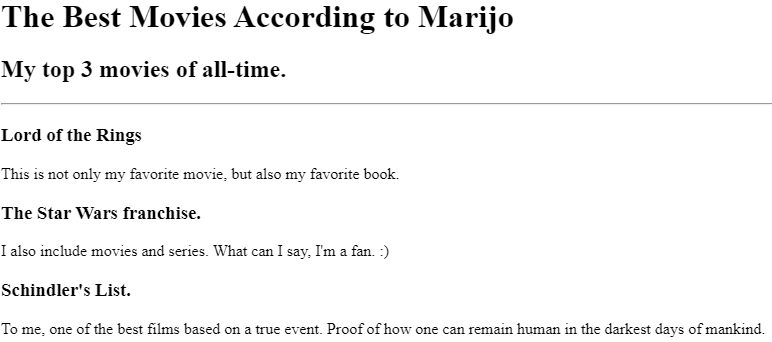 The Best Movies According to Marijo
My top 3 movies of all-time.
Lord of the Rings
This is not only my favorite movie, but also my favorite book.
The Star Wars franchise.
I also include movies and series. What can I say, I'm a fan. :)
Schindler's List.
To me, one of the best films based on a true event. Proof of how one can remain human in the darkest days of mankind.